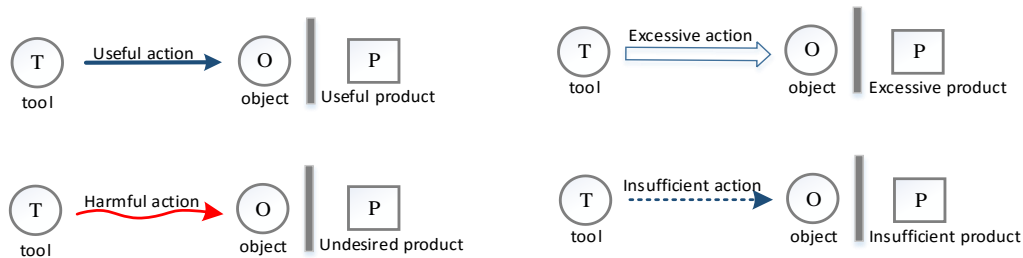 Useful action
T
O
P
tool
object
Useful product
Excessive action
T
O
P
tool
object
Excessive product
Harmful action
T
O
P
tool
object
Undesired product
Insufficient action
T
O
P
tool
object
Insufficient product